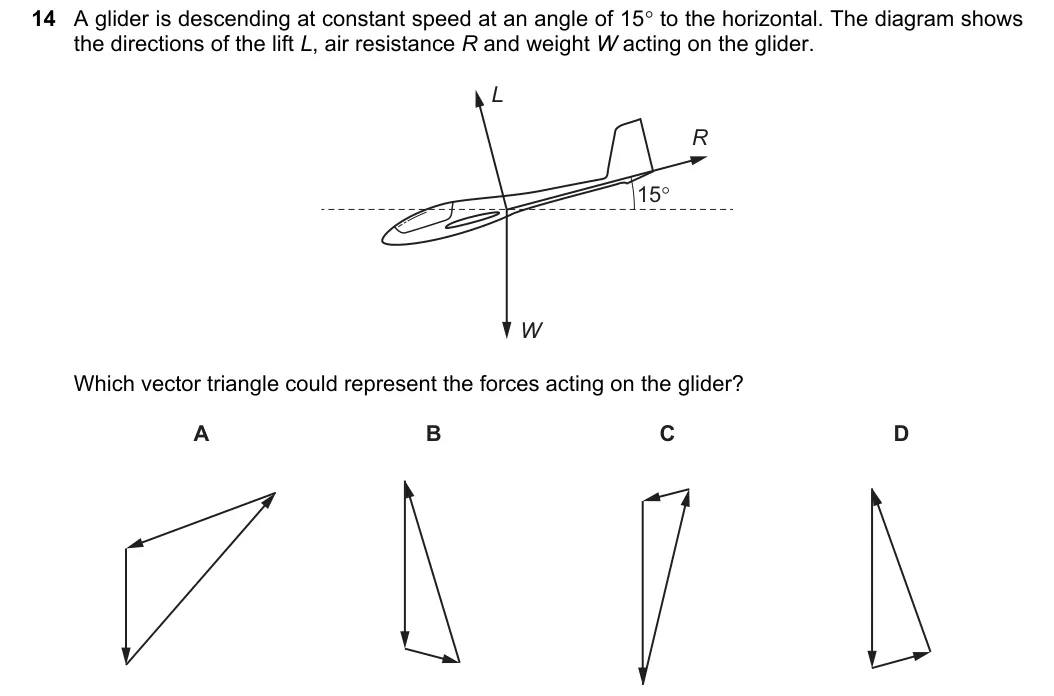 14 A glider is descending at constant speed at an angle of 15° to the horizontal. The diagram shows
the directions of the lift L, air resistance R and weight W acting on the glider.
L
R
15°
W
Which vector triangle could represent the forces acting on the glider?
A B C D